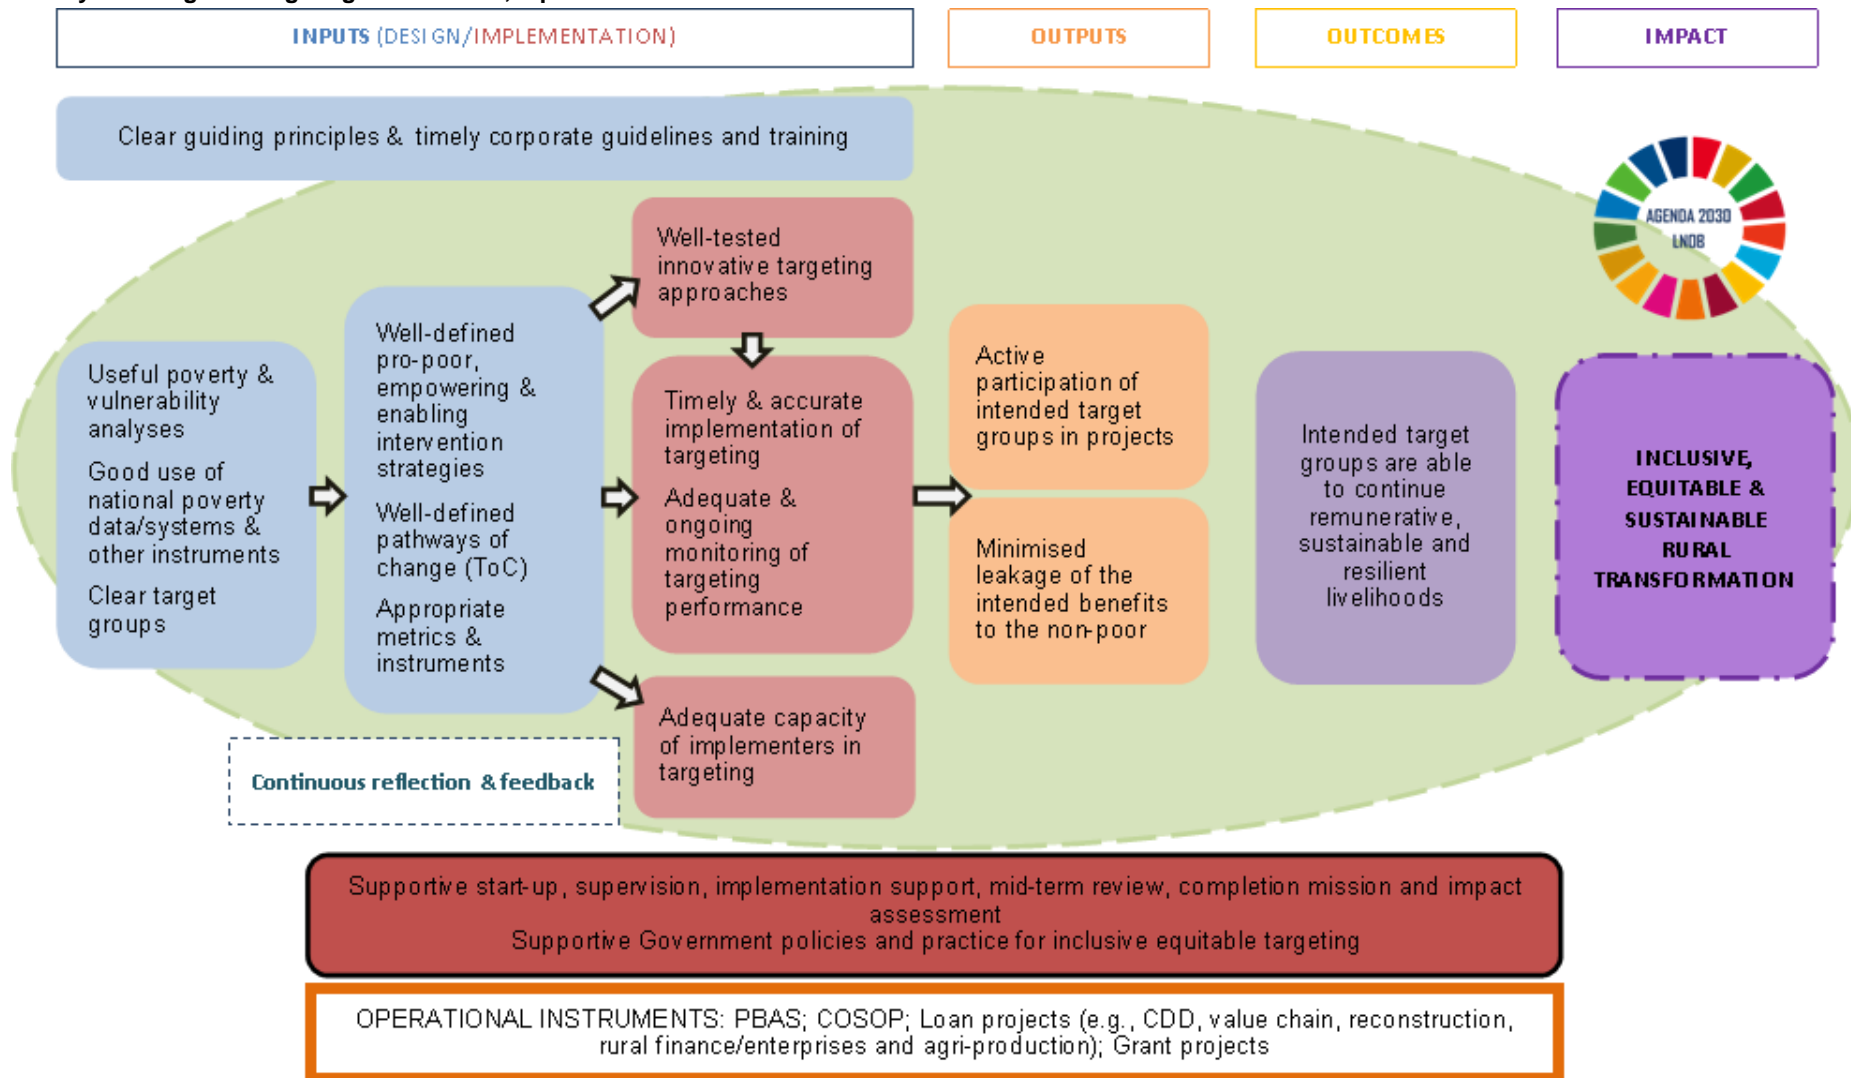 INPUTS (DESIGN/IMPLEMENTATION)
OUTPUTS
OUTCOMES
IMPACT
Clear guiding principles & timely corporate guidelines and training
AGENDA 2030
LNOB
Useful poverty &
vulnerability
analyses
Good use of
national poverty
data/systems &
other instruments
Clear target
groups
Well-defined
pro-poor,
empowering &
enabling
intervention
strategies
Well-defined
pathways of
change (ToC)
Appropriate
metrics &
instruments
Well-tested
innovative targeting
approaches
Timely & accurate
implementation of
targeting
Adequate &
ongoing
monitoring of
targeting
performance
Adequate capacity
of implementers in
targeting
Active
participation of
intended target
groups in projects
Minimised
leakage of the
intended benefits
to the non-poor
Intended target
groups are able
to continue
remunerative,
sustainable and
resilient
livelihoods
INCLUSIVE,
EQUITABLE &
SUSTAINABLE
RURAL
TRANSFORMATION
Continuous reflection & feedback
Supportive start-up, supervision, implementation support, mid-term review, completion mission and impact
assessment
Supportive Government policies and practice for inclusive equitable targeting
OPERATIONAL INSTRUMENTS: PBAS; COSOP; Loan projects (e.g., CDD, value chain, reconstruction,
rural finance/enterprises and agri-production); Grant projects